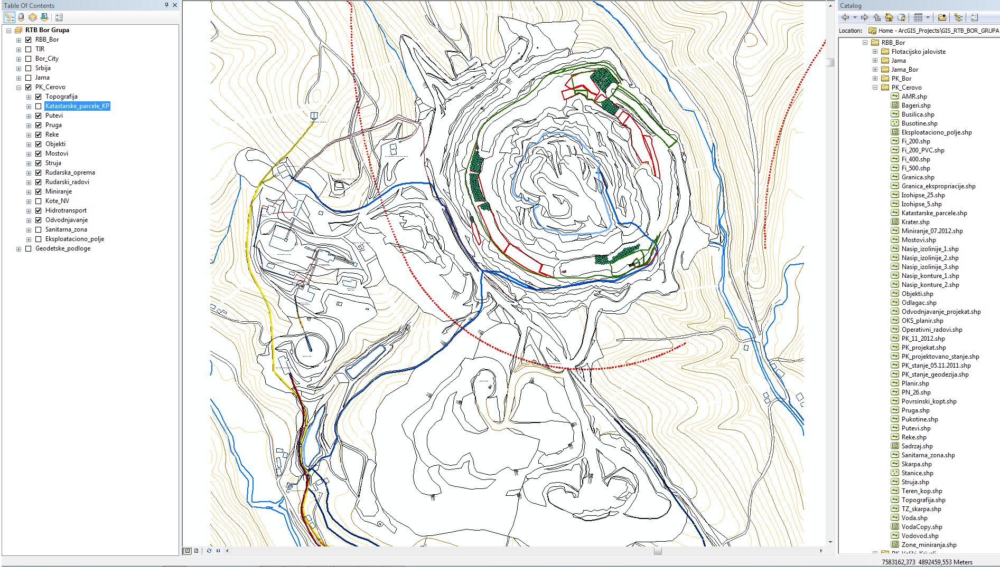 Table Of Contents
RTB Bor Grupa
RBB_Bor
TIR
Bor_City
Srbija
Jama
PK_Cerovo
Topografija
Katastarske_parcele_KP
Putevi
Pruga
Reke
Objekti
Mostovi
Struja
Rudarska_oprema
Rudarski_radovi
Miniranje
Kote_NV
Hidrotransport
Odvodnjavanje
Sanitarna_zona
Eksploataciono_polje
Geodetske_podloge
Catalog
Location: Home - ArcGIS_Projects\GIS_RTB_BOR_GRUPA
RBB_Bor
Flotacijsko jaloviste
Jama
Jama_Bor
PK_Bor
PK_Cerovo
AMR.shp
Bageri.shp
Busilica.shp
Busotine.shp
Eksploataciono_polje.shp
Fi_200.shp
Fi_200_PVC.shp
Fi_400.shp
Fi_500.shp
Granica.shp
Granica_ekspropriacije.shp
Izohipse_25.shp
Izohipse_5.shp
Katastarske_parcele.shp
Krater.shp
Miniranje_07.2012.shp
Mostovi.shp
Nasip_izolinije_1.shp
Nasip_izolinije_2.shp
Nasip_izolinije_3.shp
Nasip_konture_1.shp
Nasip_konture_2.shp
Objekti.shp
Odlagac.shp
Odvodnjavanje_projekat.shp
OKS_planir.shp
Operativni_radovi.shp
PK_11_2012.shp
PK_projekat.shp
PK_projektovano_stanje.shp
PK_stanje_05.11.2011.shp
PK_stanje_geodezija.shp
Planir.shp
PN_26.shp
Povrsinski_kopt.shp
Pruga.shp
Pukotine.shp
Putevi.shp
Reke.shp
Sadrzaj.shp
Sanitarna_zona.shp
Skarpa.shp
Stanice.shp
Struja.shp
Teren_kop.shp
Topografija.shp
TZ_skarpa.shp
Voda.shp
VodaCopy.shp
Vodovod.shp
Zone_miniranja.shp
7583162,373 4892459,553 Meters